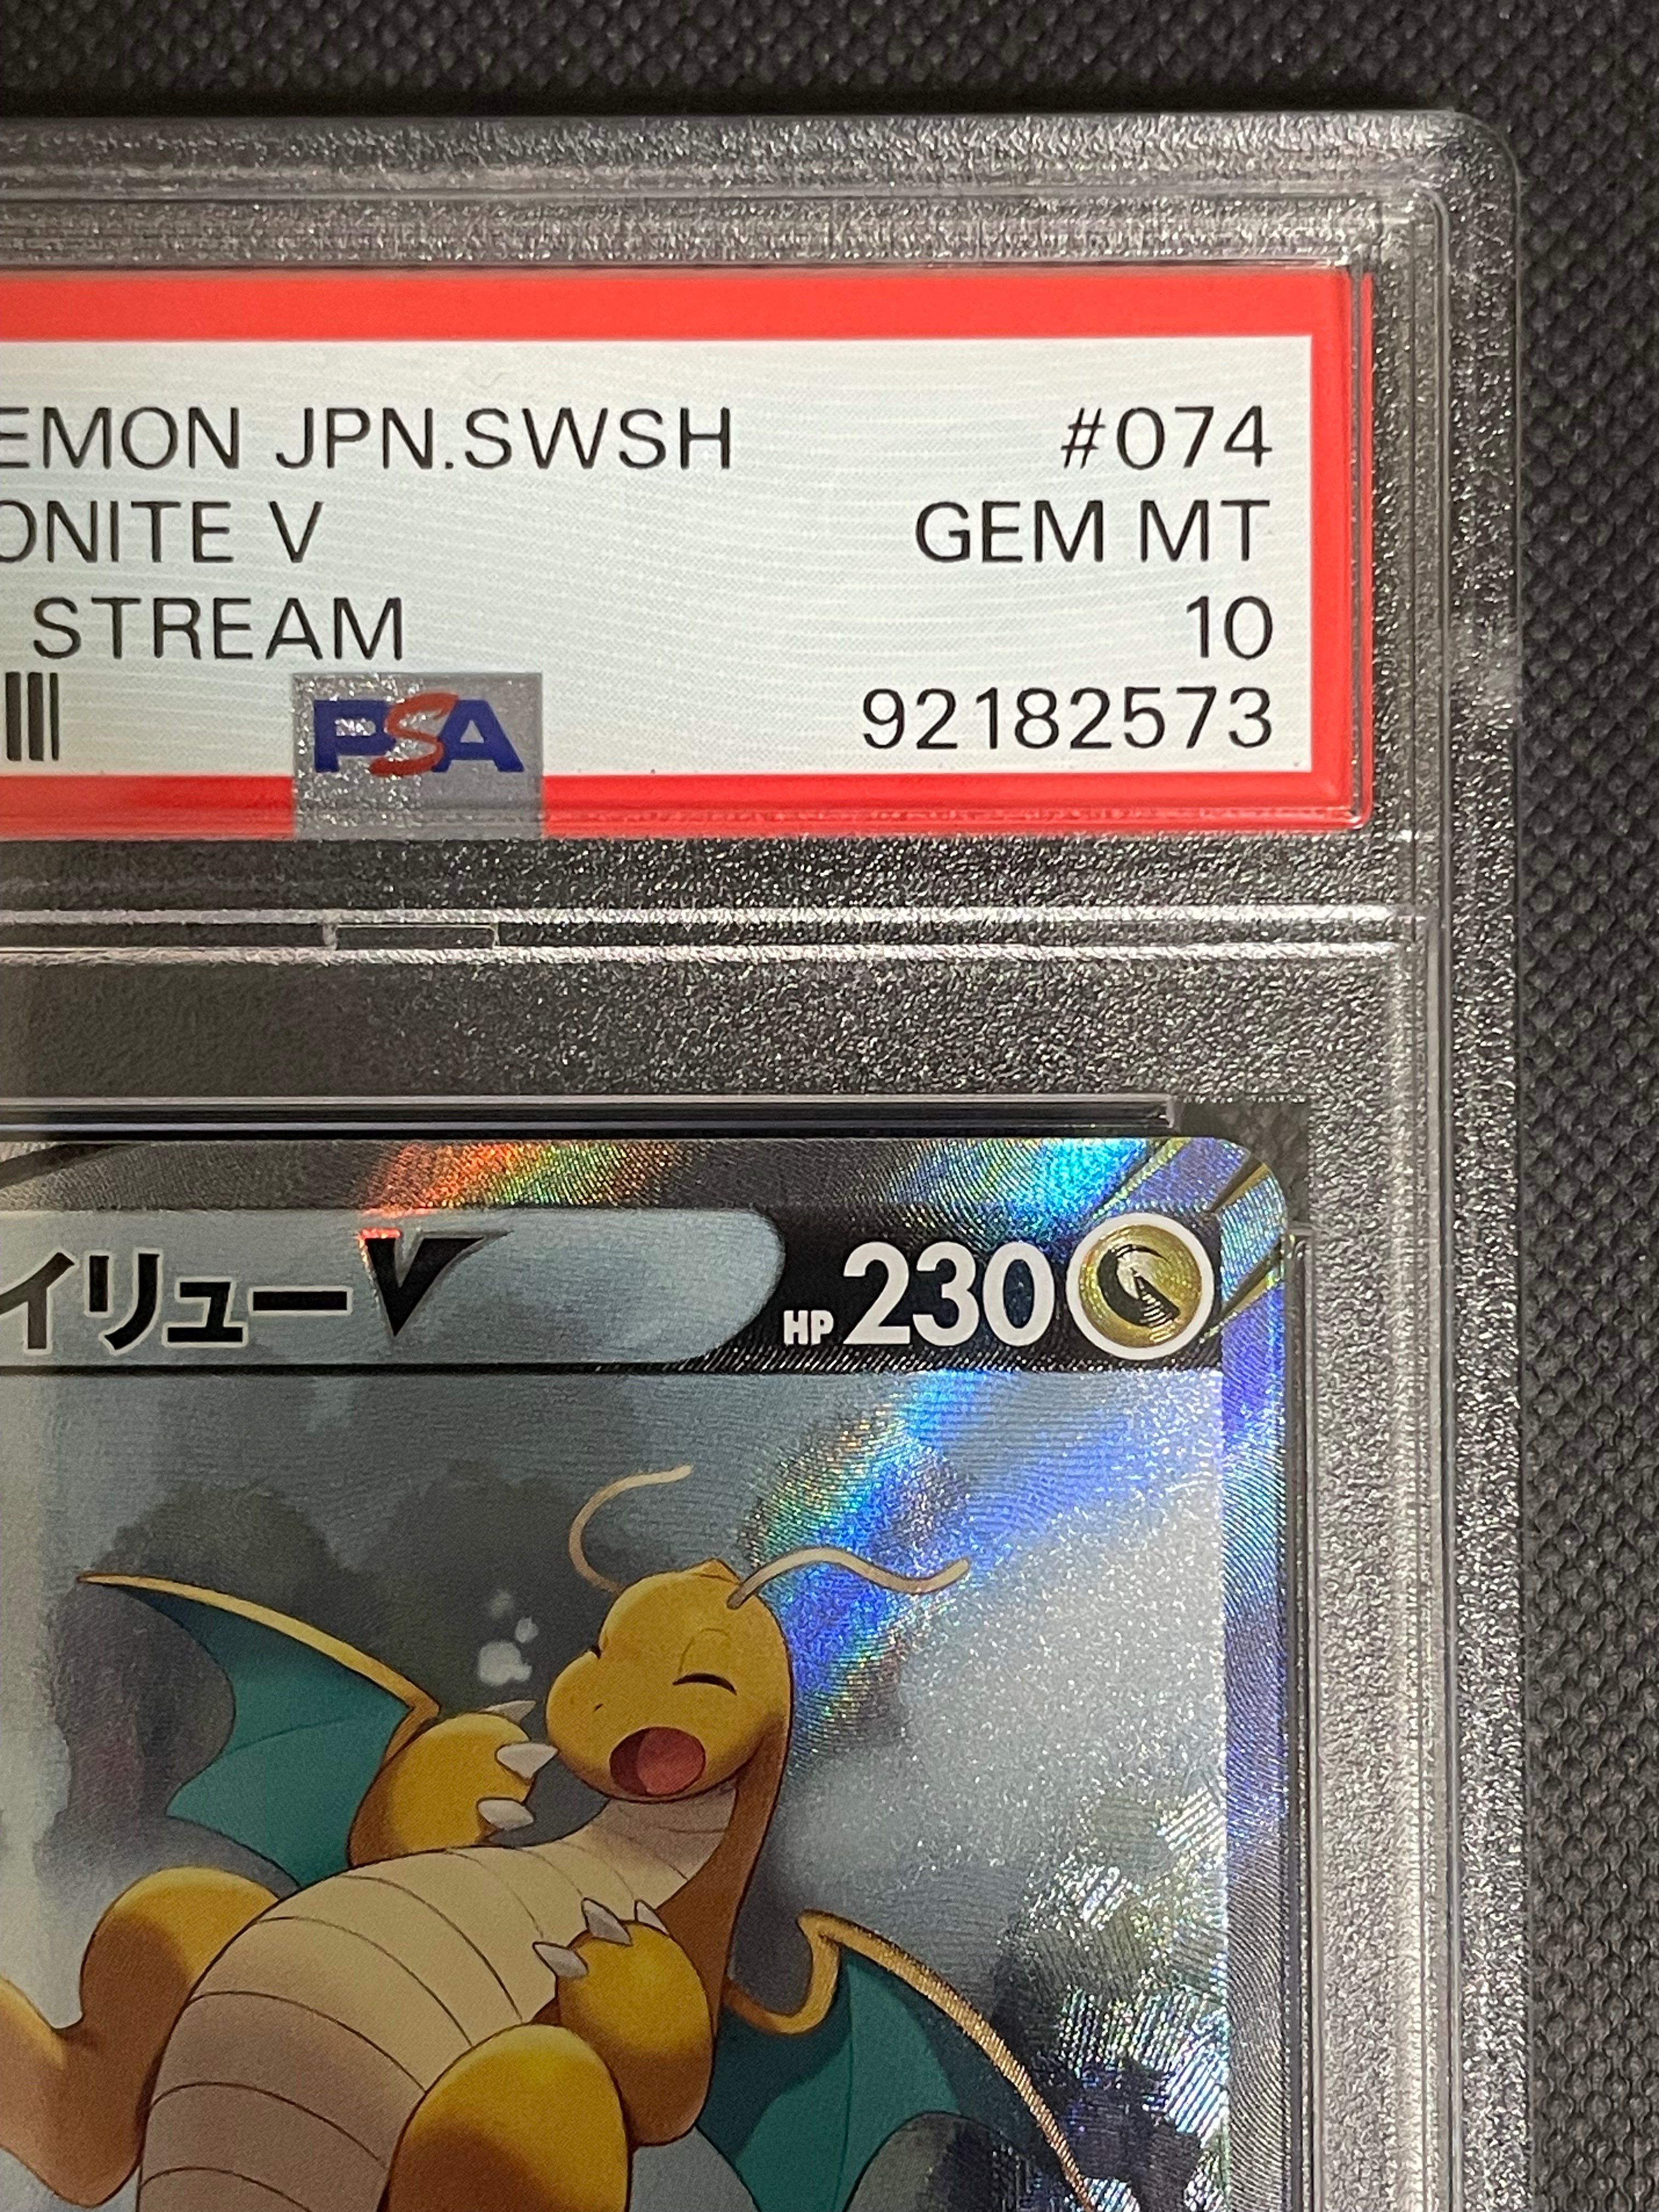 EMON JPN.SWSH #074
ONITE V GEM MT
STREAM 10
PSA 92182573
イリューV HP 230